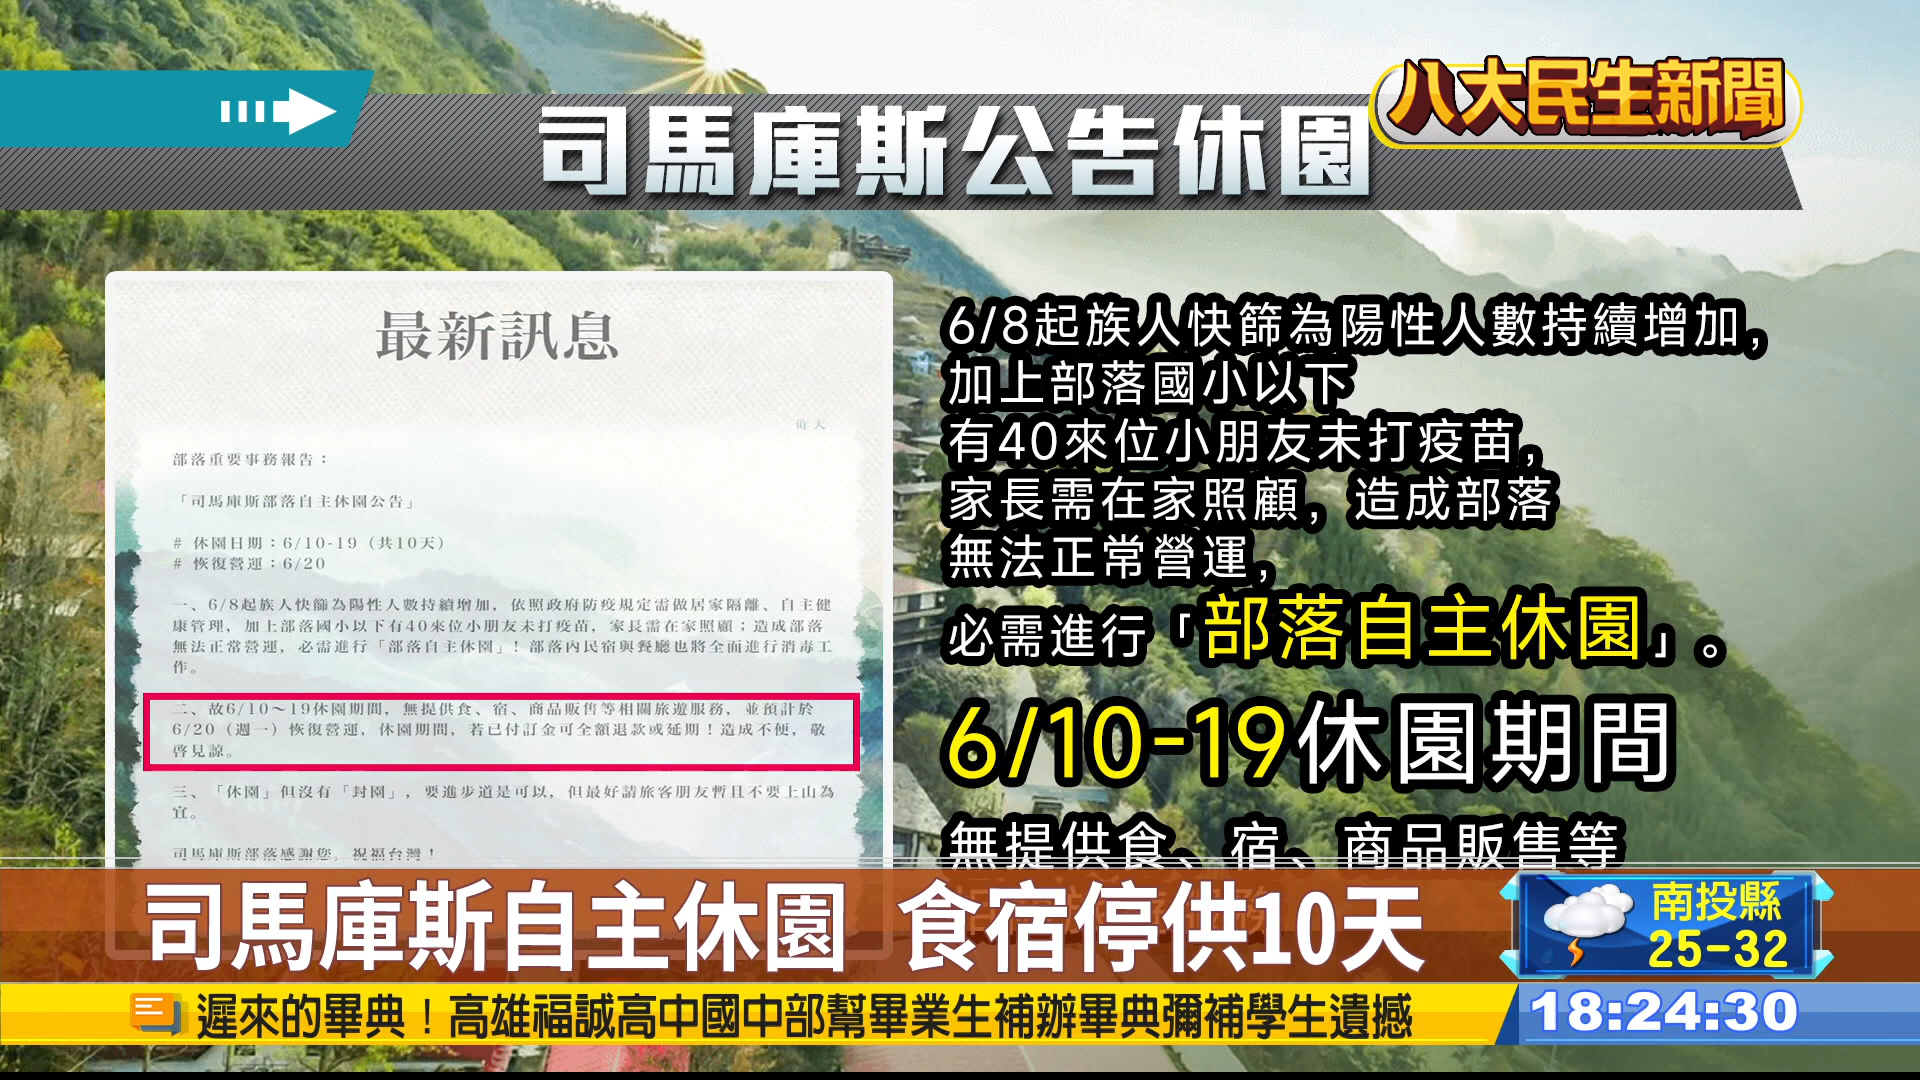 八大民生新聞
司馬庫斯公告休園
最新訊息
昨天
部落重要事務報告：
「司馬庫斯部落自主休園公告」
# 休園日期：6/10-19（共10天）
# 恢復營運：6/20
一、6/8起族人快篩為陽性人數持續增加，依照政府防疫規定需做居家隔離、自主健
康管理，加上部落國小以下有40來位小朋友未打疫苗，家長需在家照顧；造成部落
無法正常營運，必需進行「部落自主休園」！部落內民宿與餐廳也將全面進行消毒工
作。
二、故6/10～19休園期間，無提供食、宿、商品販售等相關旅遊服務，並預計於
6/20（週一）恢復營運，休園期間，若已付訂金可全額退款或延期！造成不便，敬
啓見諒。
三、「休園」但沒有「封園」，要進步道是可以，但最好請旅客朋友暫且不要上山為
宜。
司馬庫斯部落感謝您，祝福台灣！
6/8起族人快篩為陽性人數持續增加，
加上部落國小以下
有40來位小朋友未打疫苗，
家長需在家照顧，造成部落
無法正常營運，
必需進行「部落自主休園」。
6/10-19休園期間
無提供食、宿、商品販售等
司馬庫斯自主休園 食宿停供10天
南投縣
25-32
遲來的畢典！高雄福誠高中國中部幫畢業生補辦畢典彌補學生遺憾
18:24:30